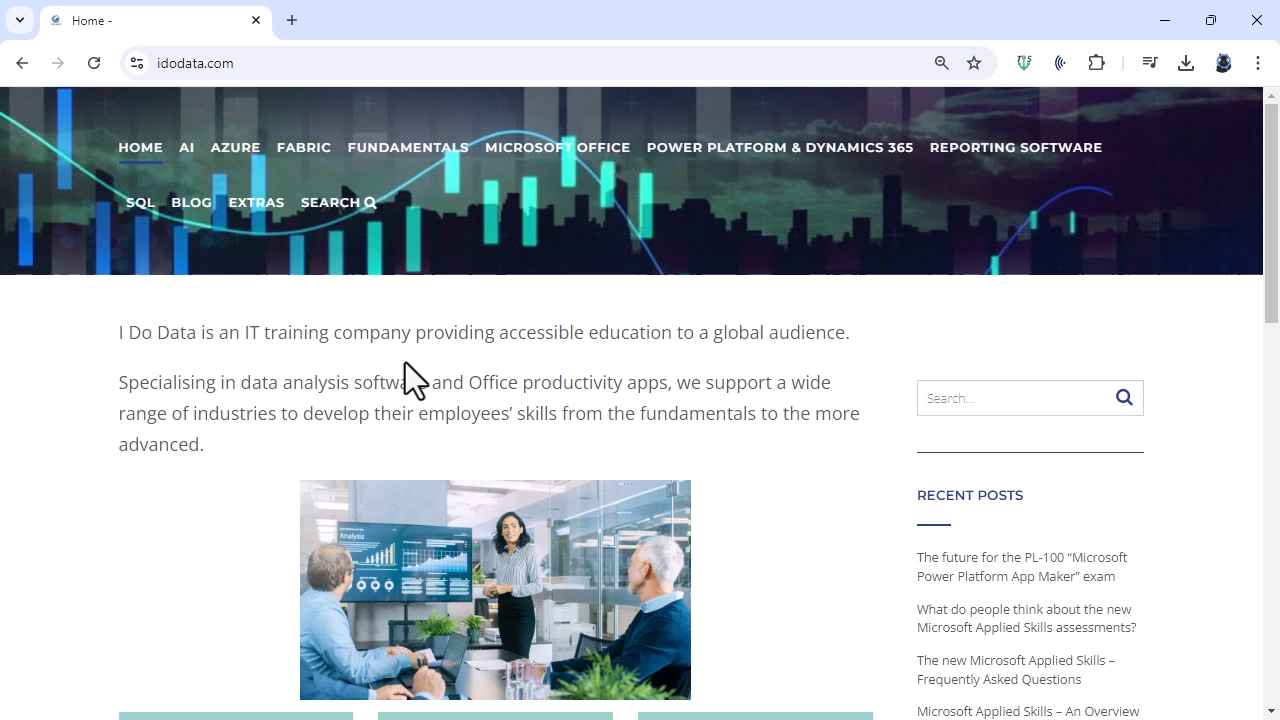 Home -
idodata.com
HOME AI AZURE FABRIC FUNDAMENTALS MICROSOFT OFFICE POWER PLATFORM & DYNAMICS 365 REPORTING SOFTWARE
SQL BLOG EXTRAS SEARCH
I Do Data is an IT training company providing accessible education to a global audience.
Specialising in data analysis software and Office productivity apps, we support a wide
range of industries to develop their employees' skills from the fundamentals to the more
advanced.
Analysis
Search...
RECENT POSTS
The future for the PL-100 “Microsoft
Power Platform App Maker” exam
What do people think about the new
Microsoft Applied Skills assessments?
The new Microsoft Applied Skills –
Frequently Asked Questions
Microsoft Applied Skills – An Overview